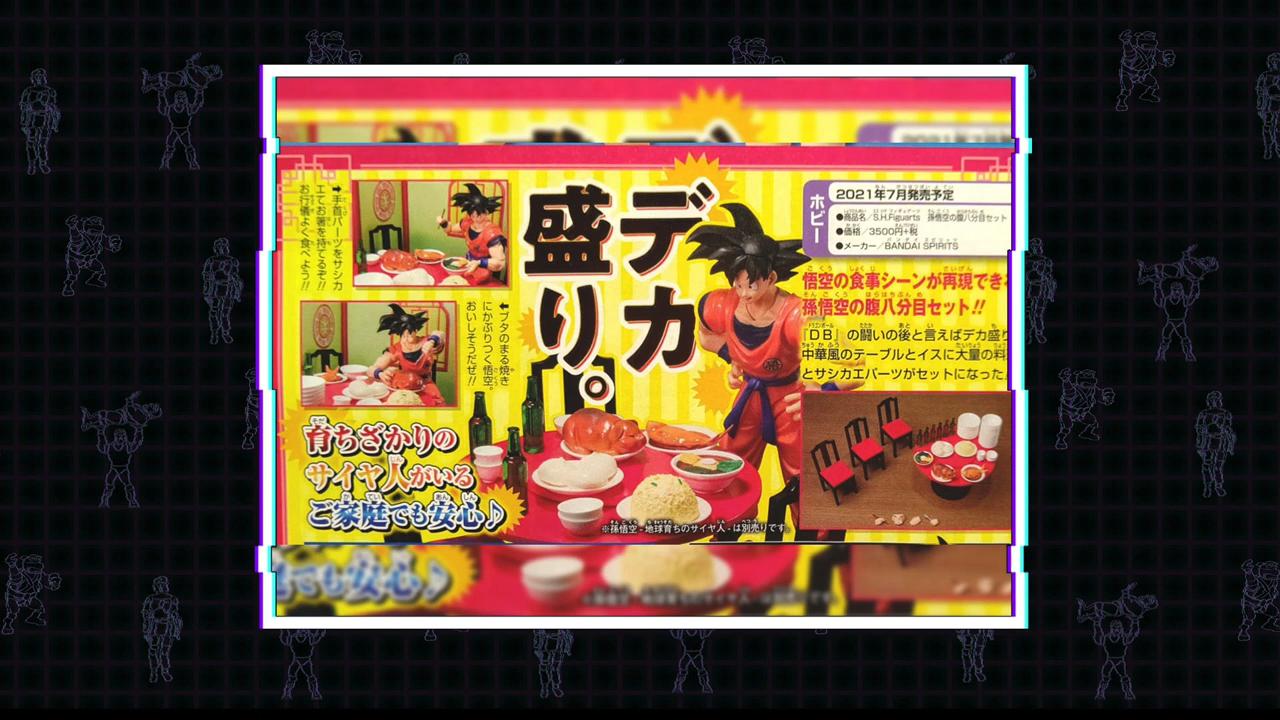 デカ
盛り。
➡手首パーツをサシカ
エてお箸を持てるぞ!!
お行儀よく食べよう!!
⬅ブタのまる焼き
にかぶりつく悟空。
おいしそうだぜ!!
育ちざかりの
サイヤ人がいる
ご家庭でも安心♪
ホビー
2021年7月発売予定
●商品名/S.H.Figuarts 孫悟空の腹八分目セット
●価格/3500円+税
●メーカー/BANDAI SPIRITS
悟空の食事シーンが再現でき
孫悟空の腹八分目セット!!
『DB』の闘いの後と言えばデカ盛り
中華風のテーブルとイスに大量の料
とサシカエパーツがセットになった
※孫悟空-地球育ちのサイヤ人-は別売りです。